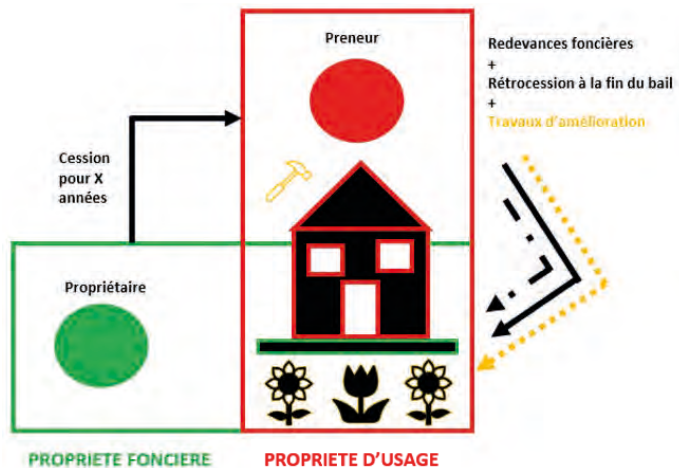 Preneur
Redevances foncières
+
Rétrocession à la fin du bail
+
Travaux d'amélioration
Cession
pour X
années
Propriétaire
PROPRIETE FONCIERE
PROPRIETE D'USAGE